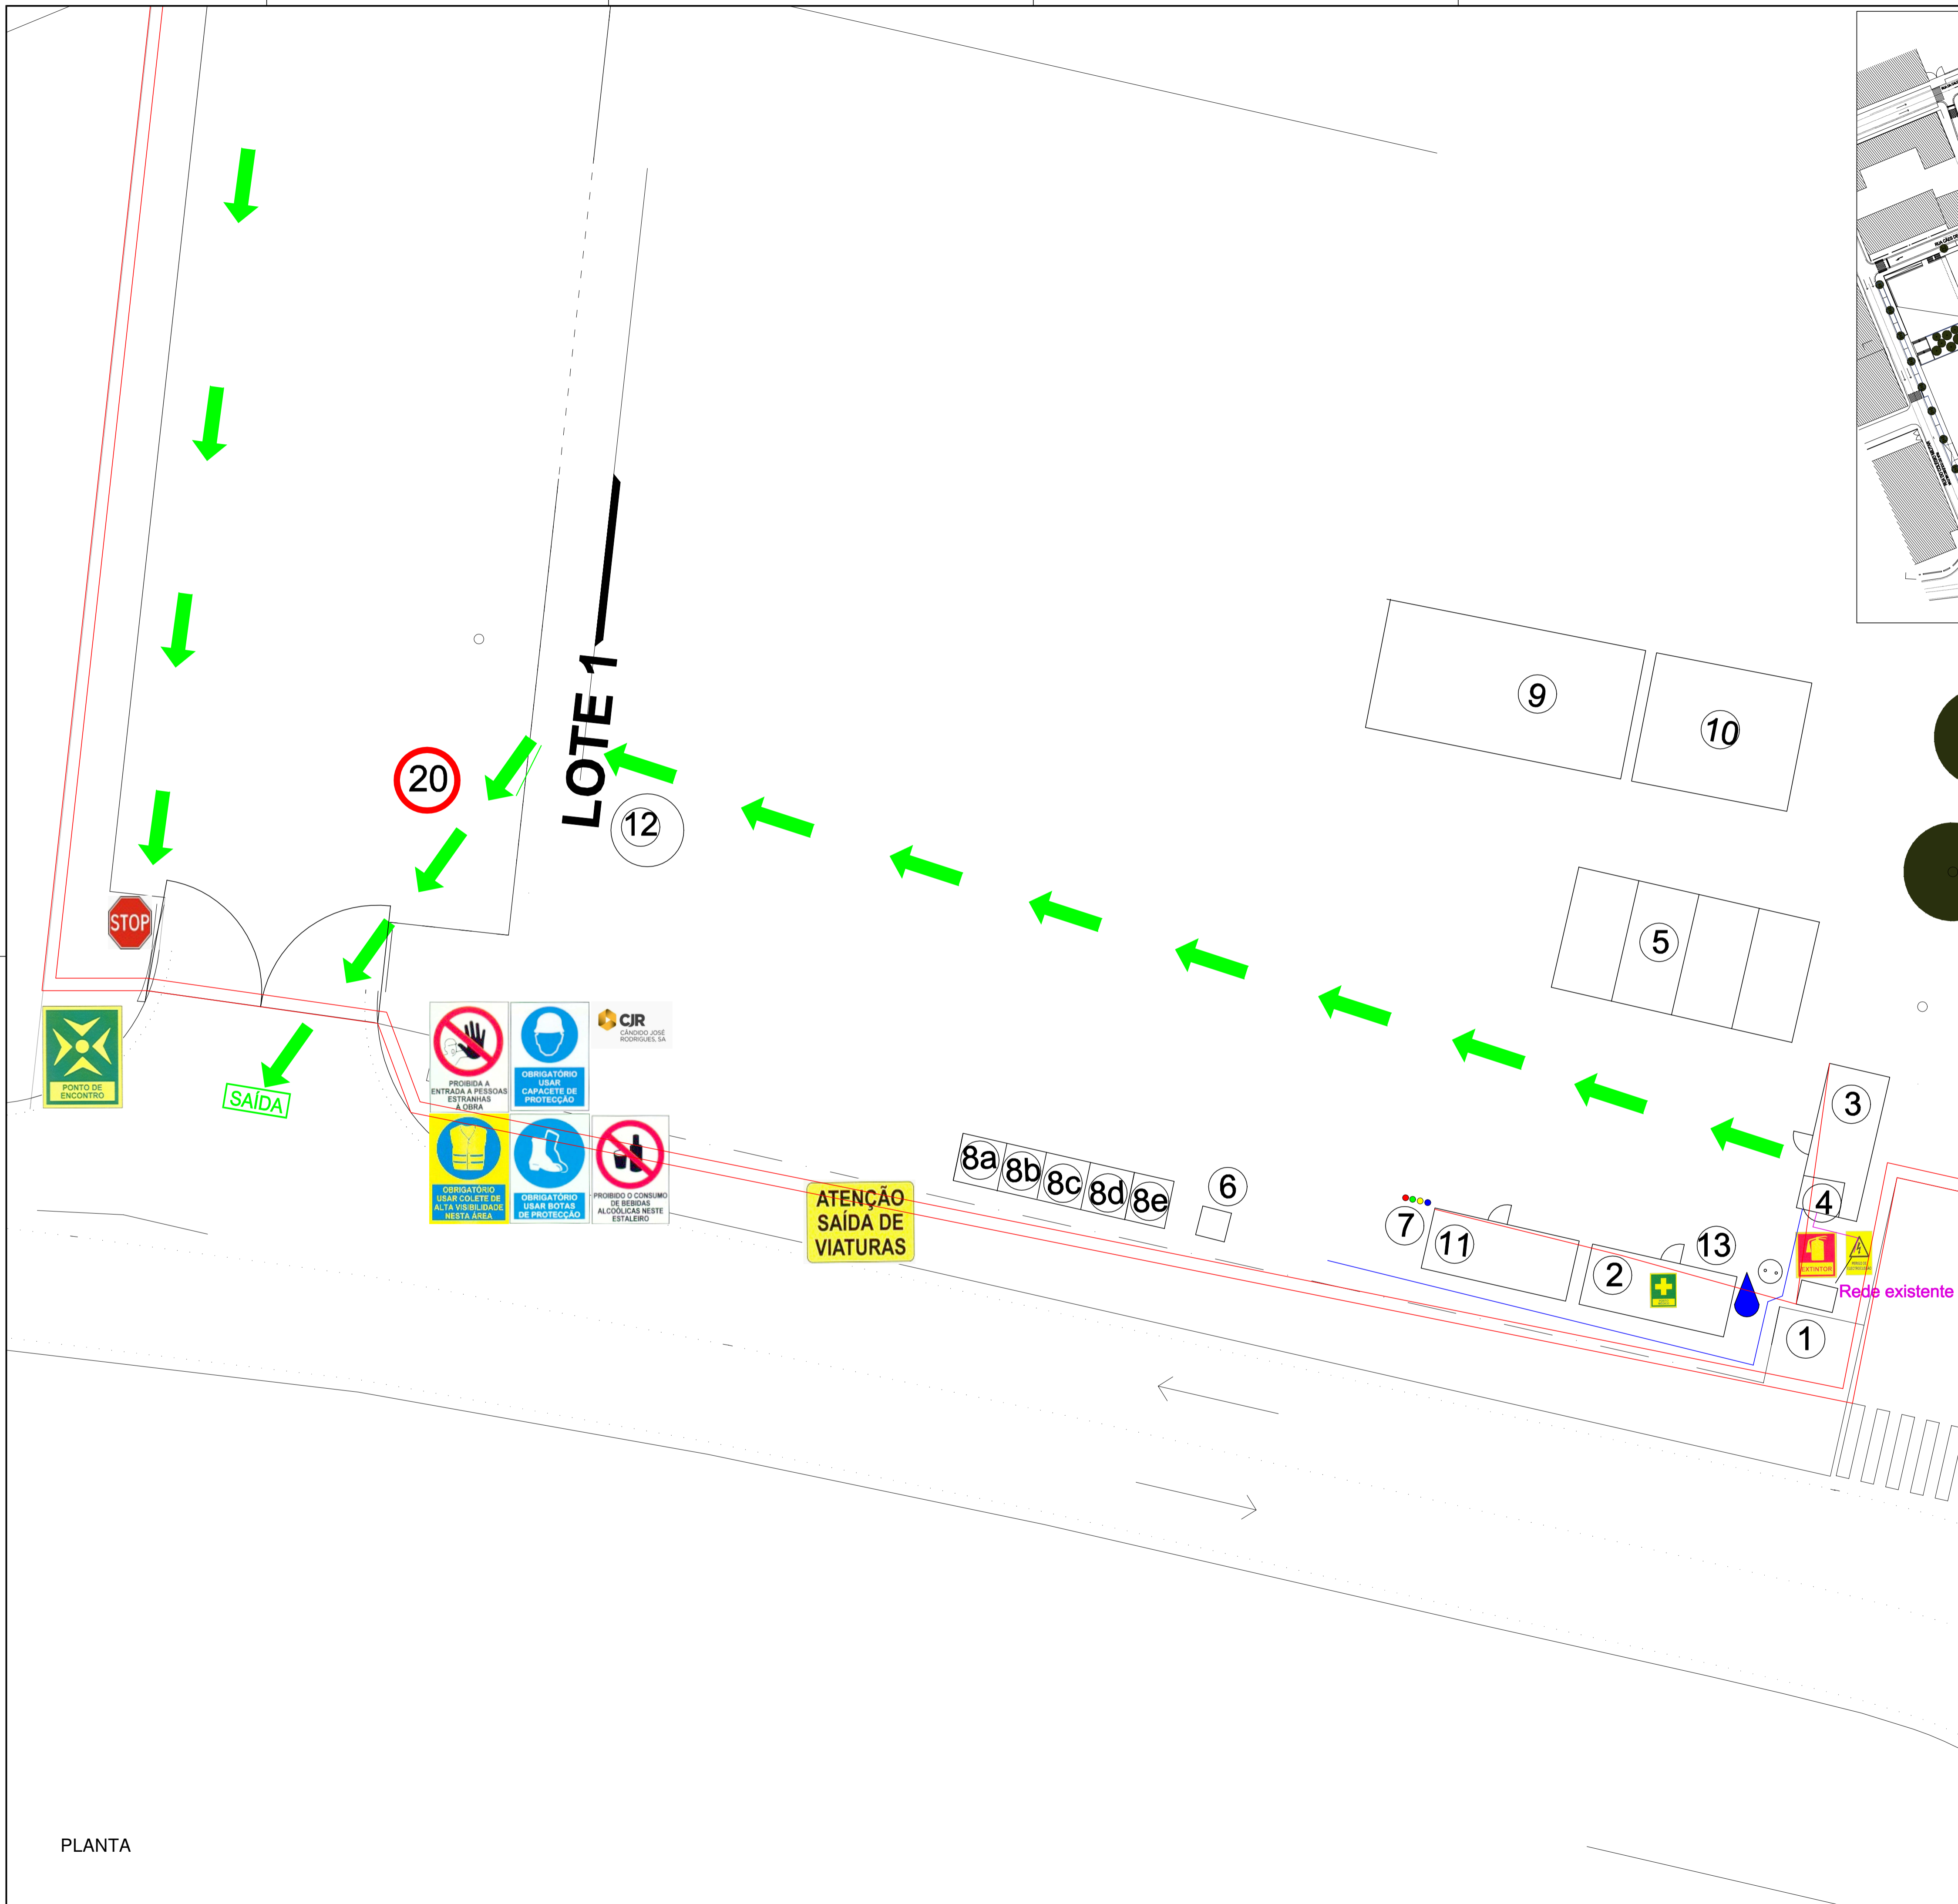 LOTE 1
20
12
9
10
5
STOP
PONTO DE
ENCONTRO
SAÍDA
PROIBIDA A
ENTRADA A PESSOAS
ESTRANHAS
À OBRA
OBRIGATÓRIO
USAR
CAPACETE DE
PROTECÇÃO
CJR
CÂNDIDO JOSÉ
RODRIGUES, SA
OBRIGATÓRIO
USAR COLETE DE
ALTA VISIBILIDADE
NESTA ÁREA
OBRIGATÓRIO
USAR BOTAS
DE PROTECÇÃO
PROIBIDO O CONSUMO
DE BEBIDAS
ALCOÓLICAS NESTE
ESTALEIRO
ATENÇÃO
SAÍDA DE
VIATURAS
8a
8b
8c
8d
8e
6
7
11
2
13
3
4
EXTINTOR
Rede existente
1
PLANTA